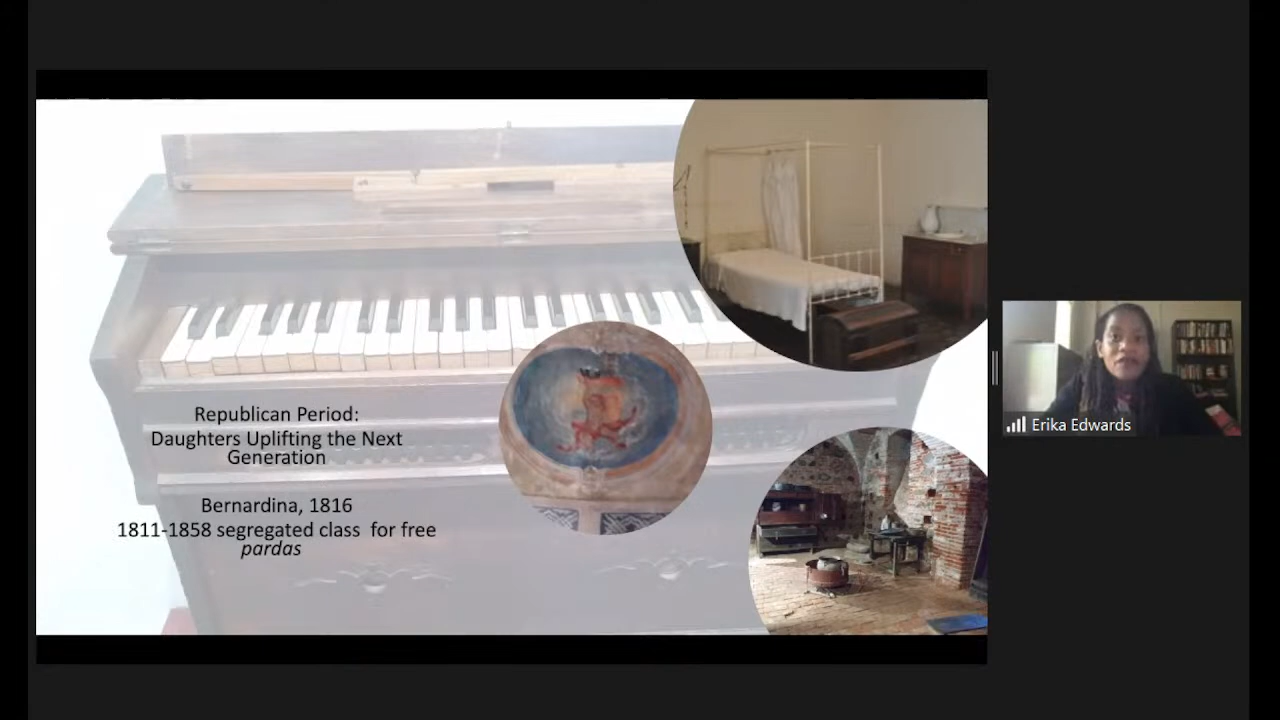 Republican Period:
Daughters Uplifting the Next
Generation
Bernardina, 1816
1811-1858 segregated class for free
pardas
Erika Edwards